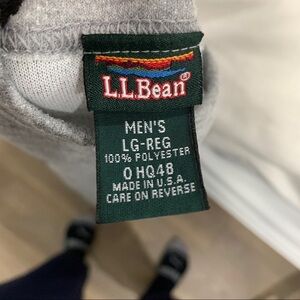 L.L.Bean®
MEN'S
LG-REG
100% POLYESTER
0 HQ48
MADE IN U.S.A.
CARE ON REVERSE